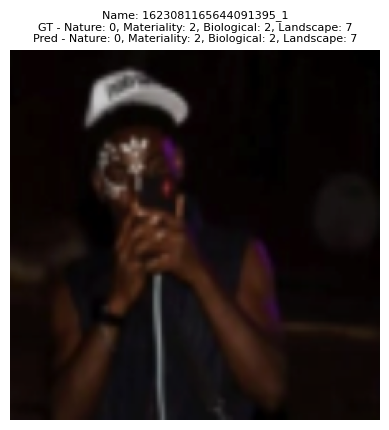 Name: 1623081165644091395_1
GT - Nature: 0, Materiality: 2, Biological: 2, Landscape: 7
Pred - Nature: 0, Materiality: 2, Biological: 2, Landscape: 7